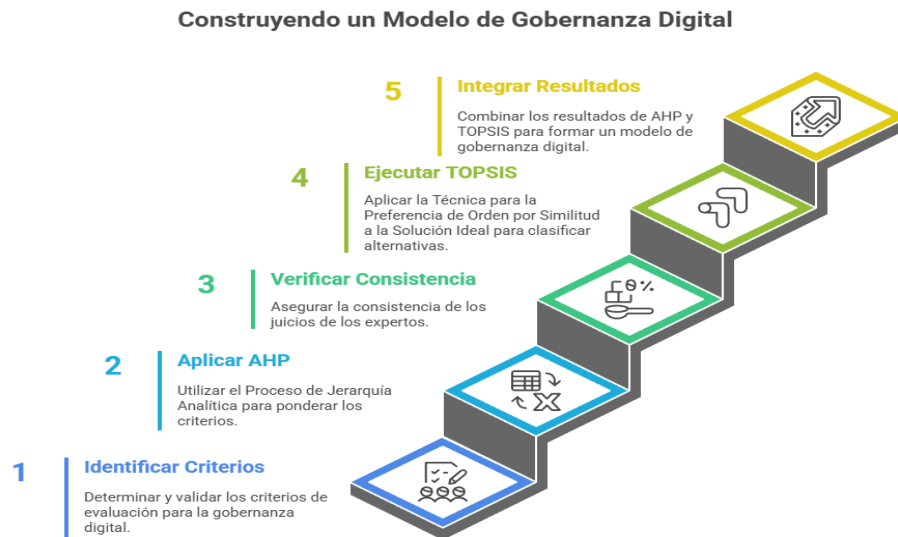 Construyendo un Modelo de Gobernanza Digital
5
Integrar Resultados
Combinar los resultados de AHP y
TOPSIS para formar un modelo de
gobernanza digital.
4
Ejecutar TOPSIS
Aplicar la Técnica para la
Preferencia de Orden por Similitud
a la Solución Ideal para clasificar
alternativas.
3
Verificar Consistencia
Asegurar la consistencia de los
juicios de los expertos.
2
Aplicar AHP
Utilizar el Proceso de Jerarquía
Analítica para ponderar los
criterios.
1
Identificar Criterios
Determinar y validar los criterios de
evaluación para la gobernanza
digital.
0%
X